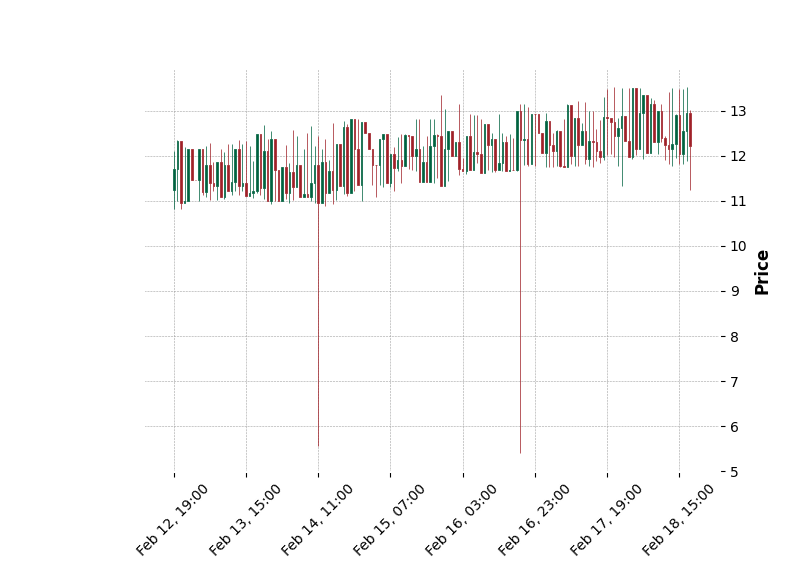 13
12
11
10
9
8
7
6
5
Price
Feb 12, 19:00
Feb 13, 15:00
Feb 14, 11:00
Feb 15, 07:00
Feb 16, 03:00
Feb 16, 23:00
Feb 17, 19:00
Feb 18, 15:00